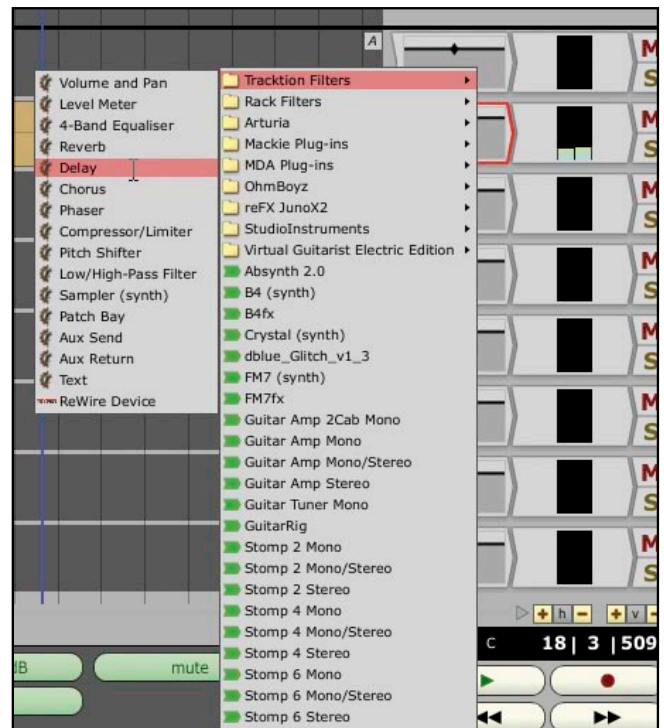 A
Volume and Pan
Level Meter
4-Band Equaliser
Reverb
Delay
Chorus
Phaser
Compressor/Limiter
Pitch Shifter
Low/High-Pass Filter
Sampler (synth)
Patch Bay
Aux Send
Aux Return
Text
ReWire Device
Tracktion Filters
Rack Filters
Arturia
Mackie Plug-ins
MDA Plug-ins
OhmBoyz
reFX JunoX2
StudioInstruments
Virtual Guitarist Electric Edition
Absynth 2.0
B4 (synth)
B4fx
Crystal (synth)
dblue_Glitch_v1_3
FM7 (synth)
FM7fx
Guitar Amp 2Cab Mono
Guitar Amp Mono
Guitar Amp Mono/Stereo
Guitar Amp Stereo
Guitar Tuner Mono
GuitarRig
Stomp 2 Mono
Stomp 2 Mono/Stereo
Stomp 2 Stereo
Stomp 4 Mono
Stomp 4 Mono/Stereo
Stomp 4 Stereo
Stomp 6 Mono
Stomp 6 Mono/Stereo
Stomp 6 Stereo
M
S
M
S
M
S
M
S
M
S
M
S
M
S
M
S
+ h − + v −
C 18| 3 |509
dB
mute